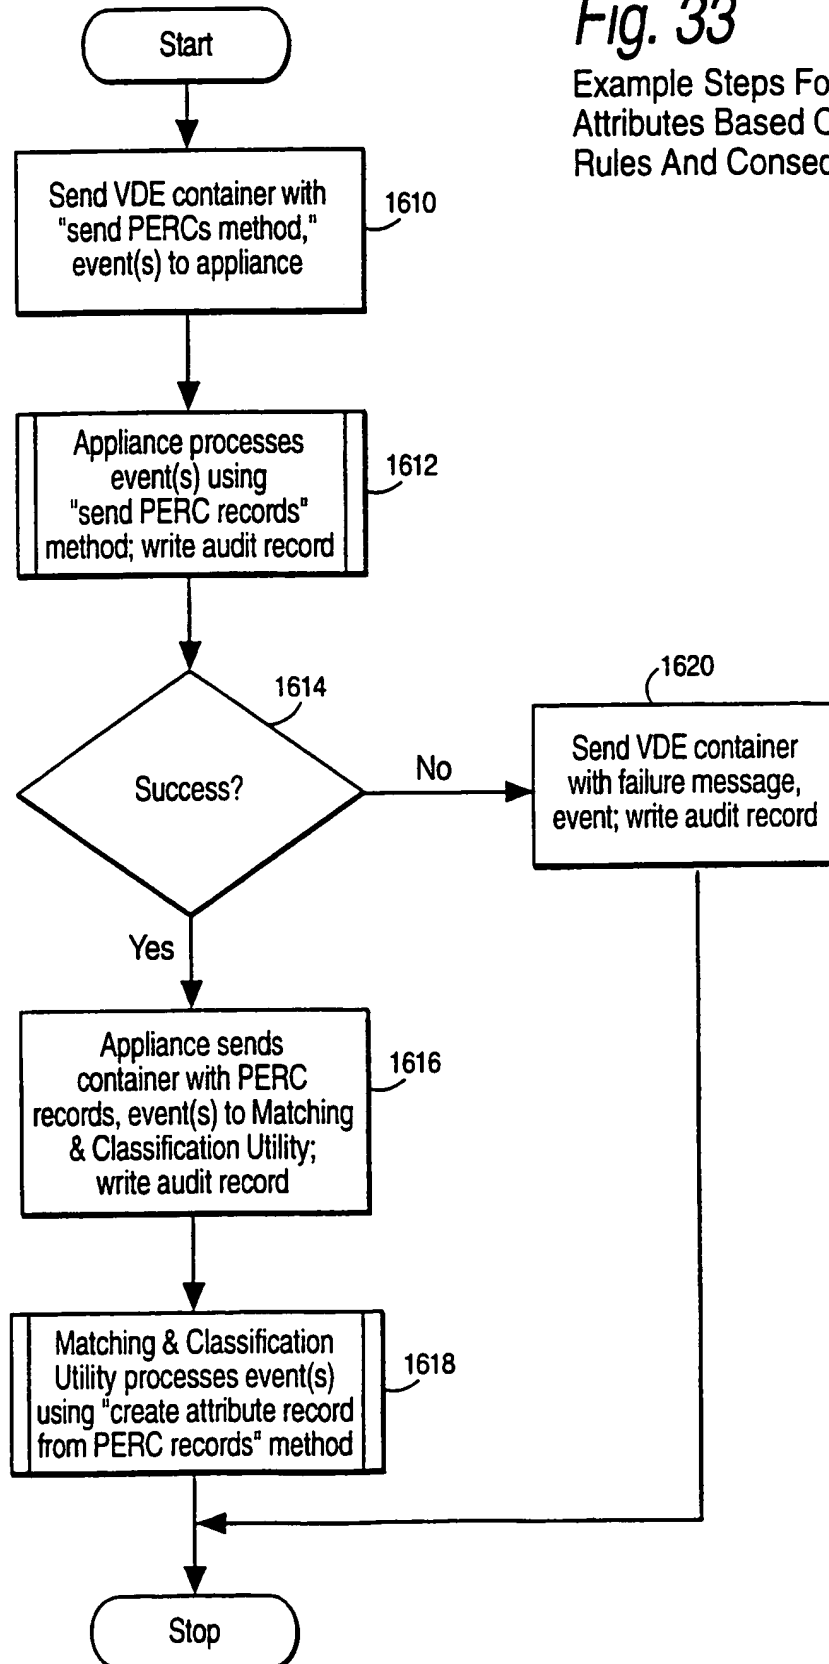 Fig. 33
Example Steps Fo
Attributes Based
Rules And Conseq
Start
Send VDE container with
"send PERCs method,"
event(s) to appliance
1610
Appliance processes
event(s) using
"send PERC records"
method; write audit record
1612
Success?
1614
No
Yes
1620
Send VDE container
with failure message,
event; write audit record
Appliance sends
container with PERC
records, event(s) to Matching
& Classification Utility;
write audit record
1616
Matching & Classification
Utility processes event(s)
using "create attribute record
from PERC records" method
1618
Stop